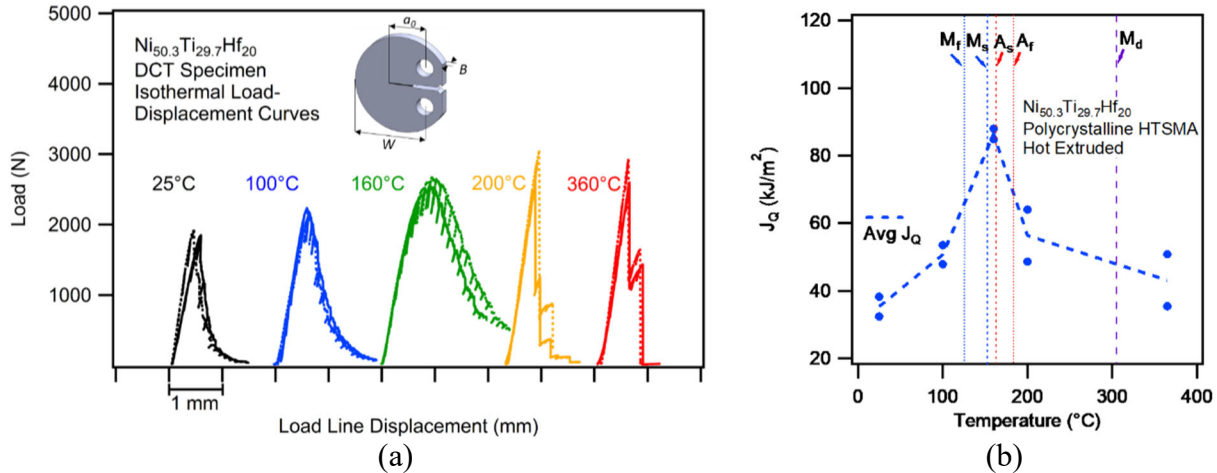 5000
4000
3000
2000
1000
Load (N)
Ni50.3Ti29.7Hf20
DCT Specimen
Isothermal Load-
Displacement Curves
a0
B
W
25°C
100°C
160°C
200°C
360°C
1 mm
Load Line Displacement (mm)
(a)
120
100
80
60
40
20
JQ (kJ/m2)
Mf Ms As Af Md
Ni50.3Ti29.7Hf20
Polycrystalline HTSMA
Hot Extruded
Avg JQ
0 100 200 300 400
Temperature (°C)
(b)